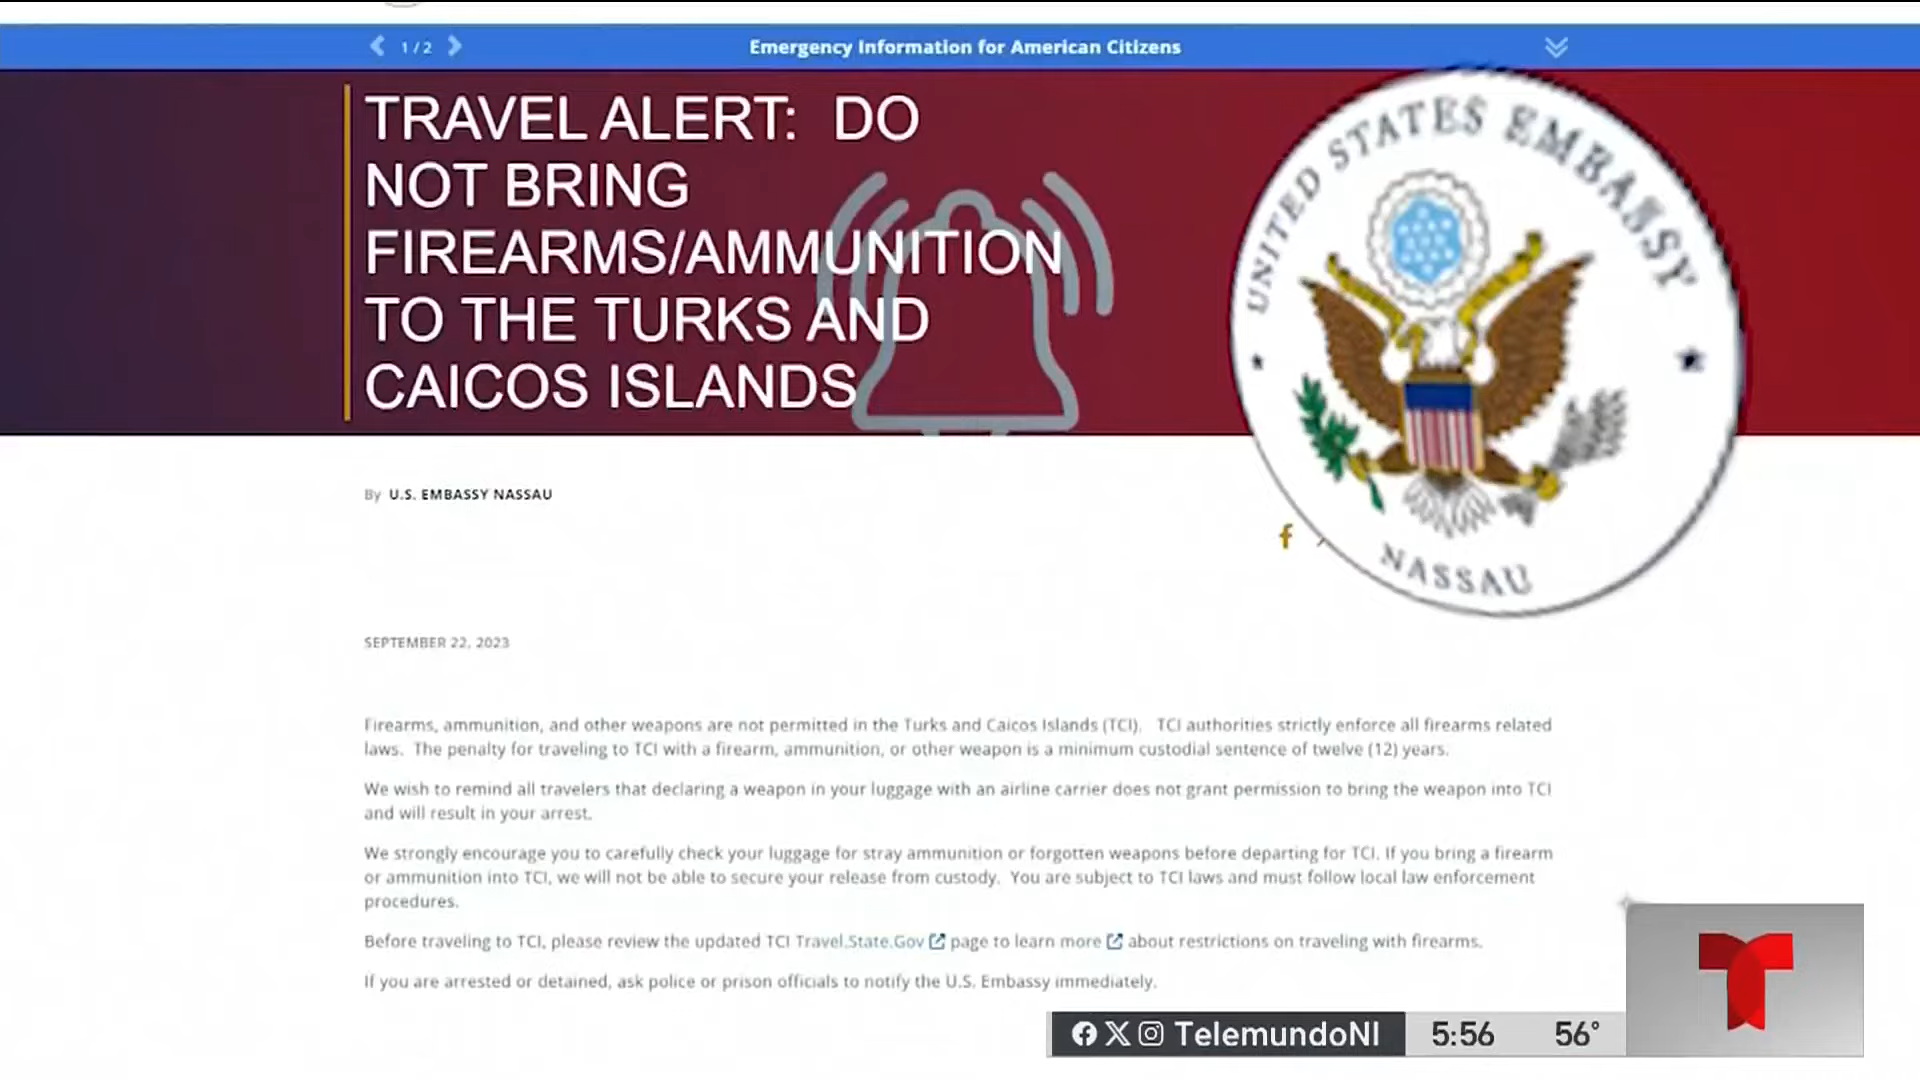 1/2
Emergency Information for American Citizens
TRAVEL ALERT: DO
NOT BRING
FIREARMS/AMMUNITION
TO THE TURKS AND
CAICOS ISLANDS
UNITED STATES EMBASSY
NASSAU
By U.S. EMBASSY NASSAU
SEPTEMBER 22, 2023
Firearms, ammunition, and other weapons are not permitted in the Turks and Caicos Islands (TCI). TCI authorities strictly enforce all firearms related
laws. The penalty for traveling to TCI with a firearm, ammunition, or other weapon is a minimum custodial sentence of twelve (12) years.
We wish to remind all travelers that declaring a weapon in your luggage with an airline carrier does not grant permission to bring the weapon into TCI
and will result in your arrest.
We strongly encourage you to carefully check your luggage for stray ammunition or forgotten weapons before departing for TCI. If you bring a firearm
or ammunition into TCI, we will not be able to secure your release from custody. You are subject to TCI laws and must follow local law enforcement
procedures.
Before traveling to TCI, please review the updated TCI Travel.State.Gov page to learn more about restrictions on traveling with firearms.
If you are arrested or detained, ask police or prison officials to notify the U.S. Embassy immediately.
TelemundoNI 5:56 56°